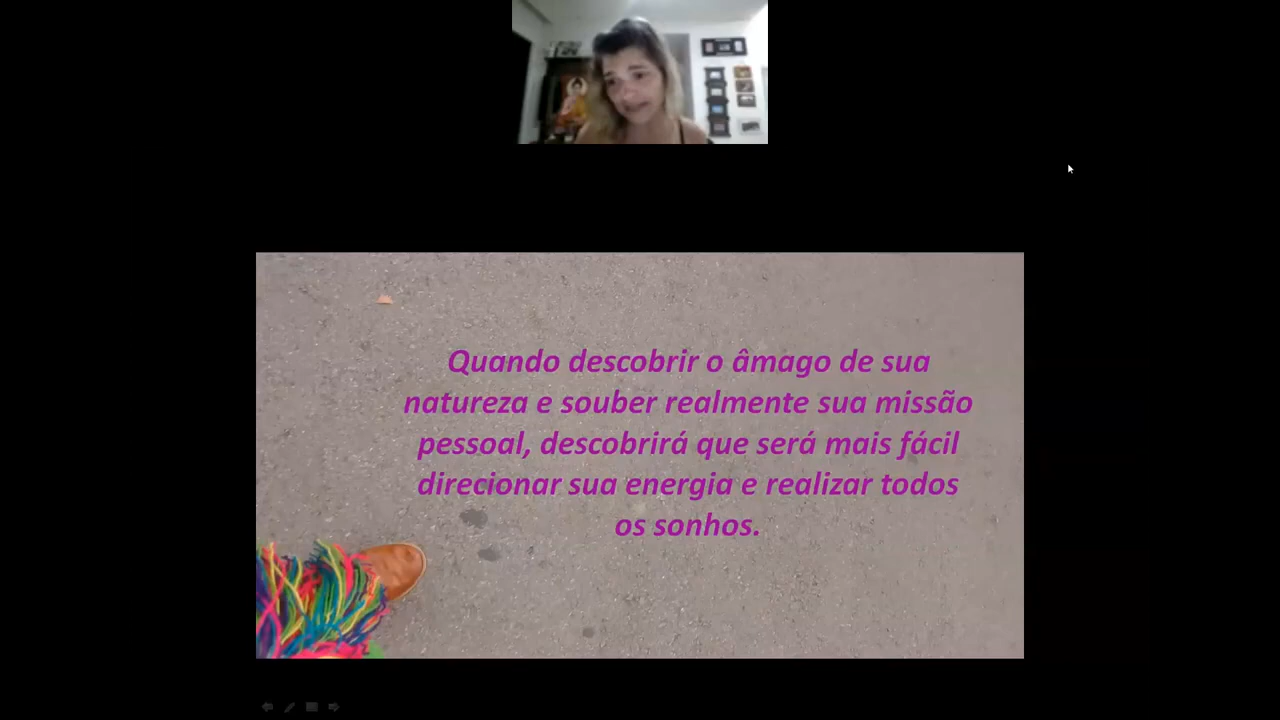 Quando descobrir o âmago de sua
natureza e souber realmente sua missão
pessoal, descobrirá que será mais fácil
direcionar sua energia e realizar todos
os sonhos.